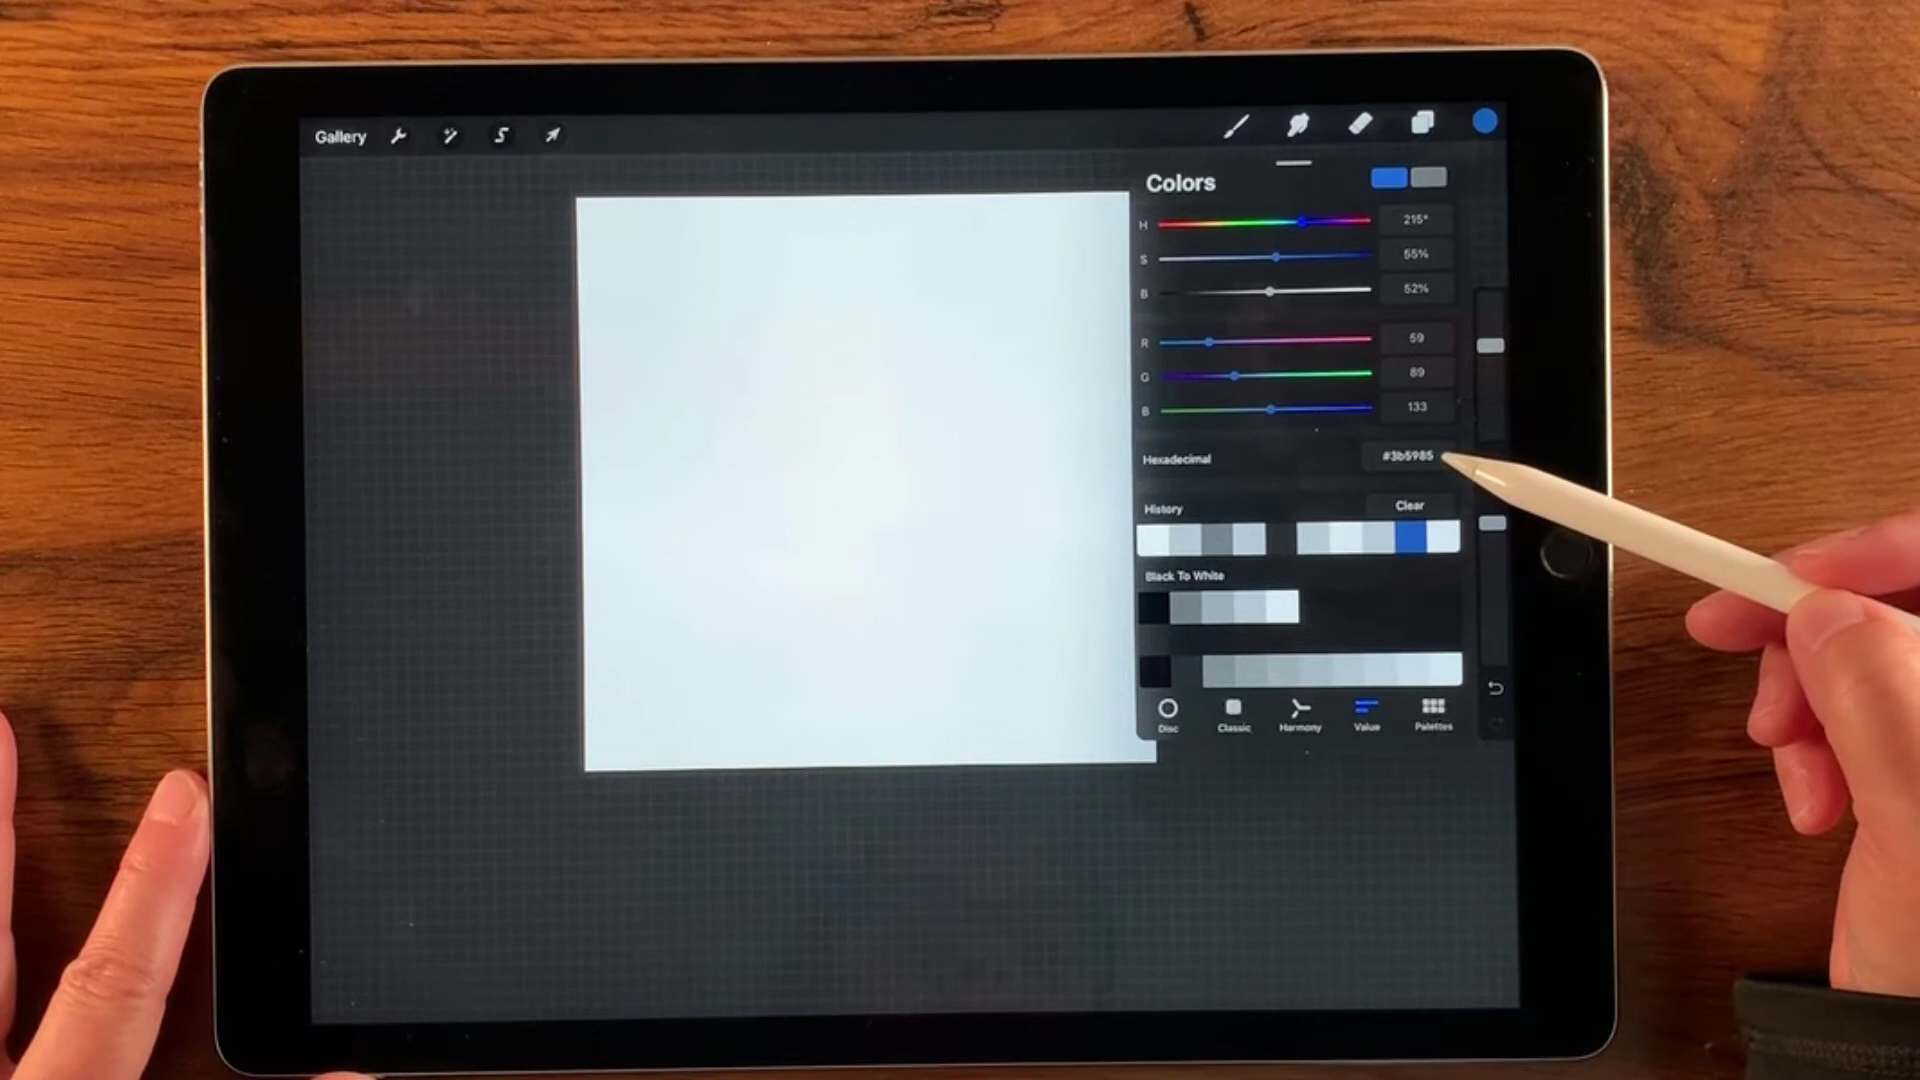 Gallery
Colors
H 215°
S 55%
B 52%
R 59
G 89
B 133
Hexadecimal #3b5985
History Clear
Black To White
Disc Classic Harmony Value Palettes